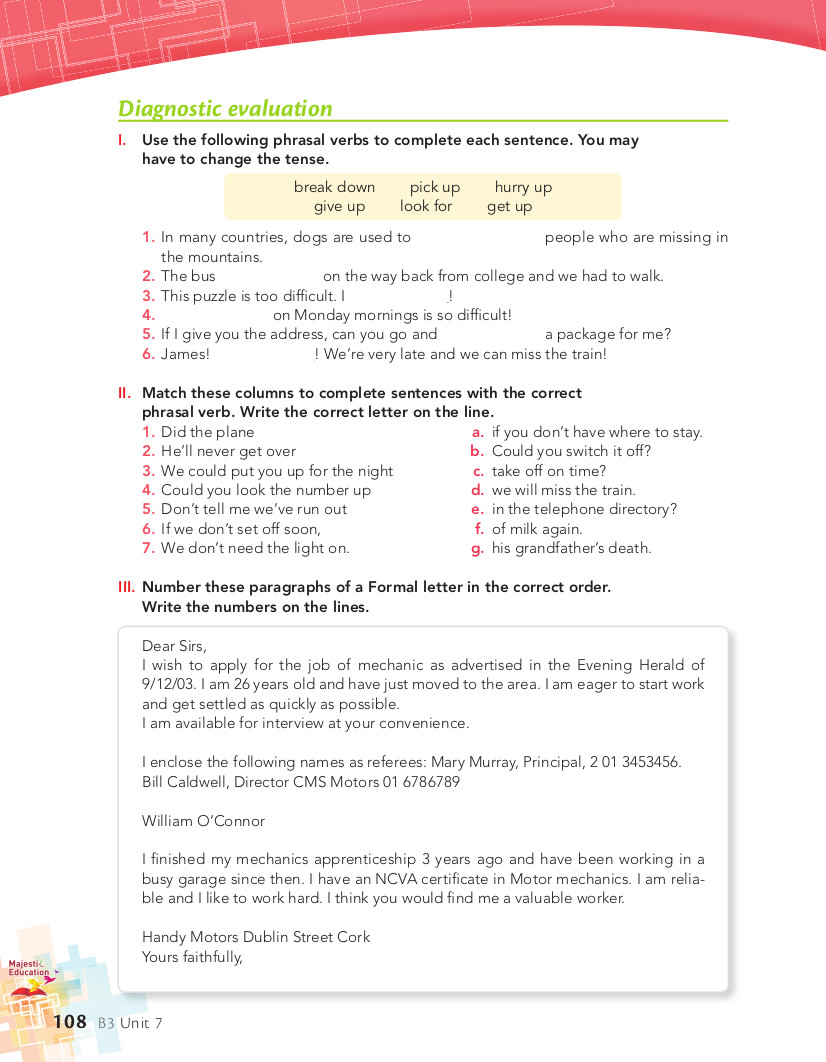 Diagnostic evaluation
I. Use the following phrasal verbs to complete each sentence. You may
have to change the tense.
break down pick up hurry up
give up look for get up
1. In many countries, dogs are used to people who are missing in
the mountains.
2. The bus on the way back from college and we had to walk.
3. This puzzle is too difficult. I !
4. on Monday mornings is so difficult!
5. If I give you the address, can you go and a package for me?
6. James! ! We're very late and we can miss the train!
II. Match these columns to complete sentences with the correct
phrasal verb. Write the correct letter on the line.
1. Did the plane a. if you don't have where to stay.
2. He'll never get over b. Could you switch it off?
3. We could put you up for the night c. take off on time?
4. Could you look the number up d. we will miss the train.
5. Don't tell me we've run out e. in the telephone directory?
6. If we don't set off soon, f. of milk again.
7. We don't need the light on. g. his grandfather's death.
III. Number these paragraphs of a Formal letter in the correct order.
Write the numbers on the lines.
Dear Sirs,
I wish to apply for the job of mechanic as advertised in the Evening Herald of
9/12/03. I am 26 years old and have just moved to the area. I am eager to start work
and get settled as quickly as possible.
I am available for interview at your convenience.
I enclose the following names as referees: Mary Murray, Principal, 2 01 3453456.
Bill Caldwell, Director CMS Motors 01 6786789
William O'Connor
I finished my mechanics apprenticeship 3 years ago and have been working in a
busy garage since then. I have an NCVA certificate in Motor mechanics. I am relia-
ble and I like to work hard. I think you would find me a valuable worker.
Handy Motors Dublin Street Cork
Yours faithfully,
Majestic
Education
108 B3 Unit 7